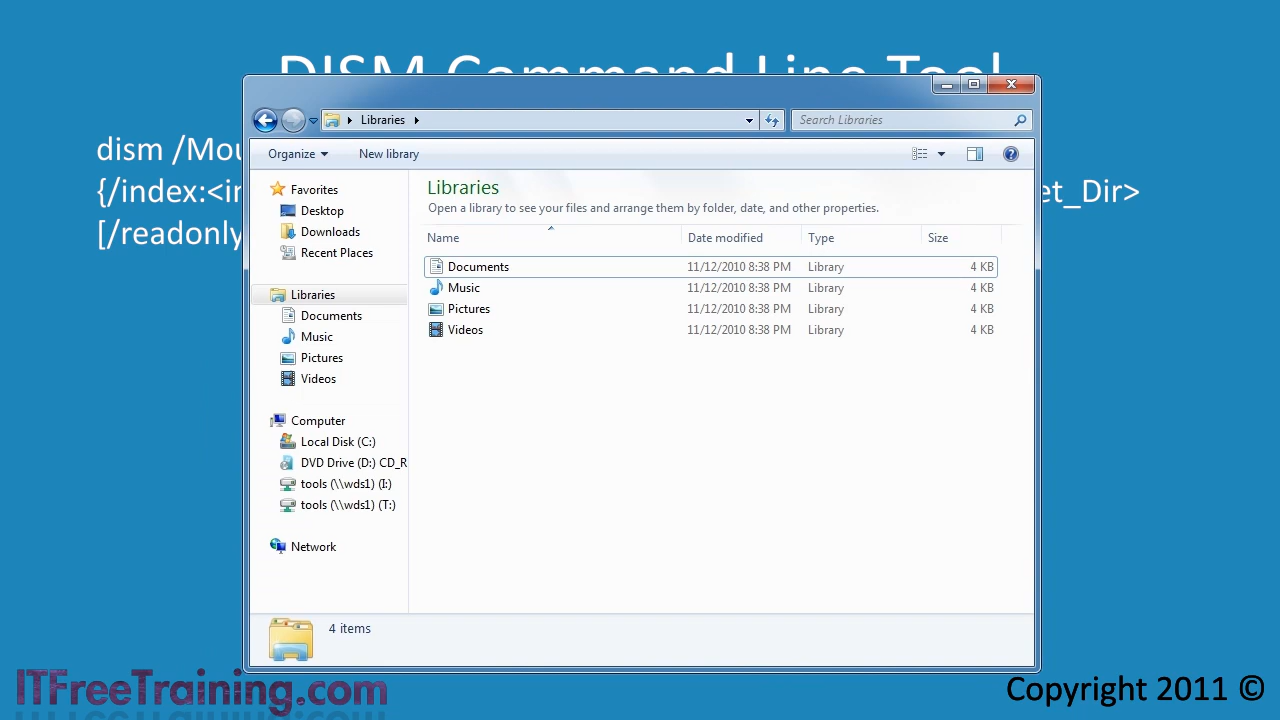 DISM Command Line Tool
dism /Mou
{/index:<in
et_Dir>
[/readonly
Libraries
Search Libraries
Organize
New library
Favorites
Desktop
Downloads
Recent Places
Libraries
Documents
Music
Pictures
Videos
Computer
Local Disk (C:)
DVD Drive (D:) CD_R
tools (\\wds1) (I:)
tools (\\wds1) (T:)
Network
Libraries
Open a library to see your files and arrange them by folder, date, and other properties.
Name Date modified Type Size
Documents 11/12/2010 8:38 PM Library 4 KB
Music 11/12/2010 8:38 PM Library 4 KB
Pictures 11/12/2010 8:38 PM Library 4 KB
Videos 11/12/2010 8:38 PM Library 4 KB
4 items
ITFreeTraining.com
Copyright 2011 ©